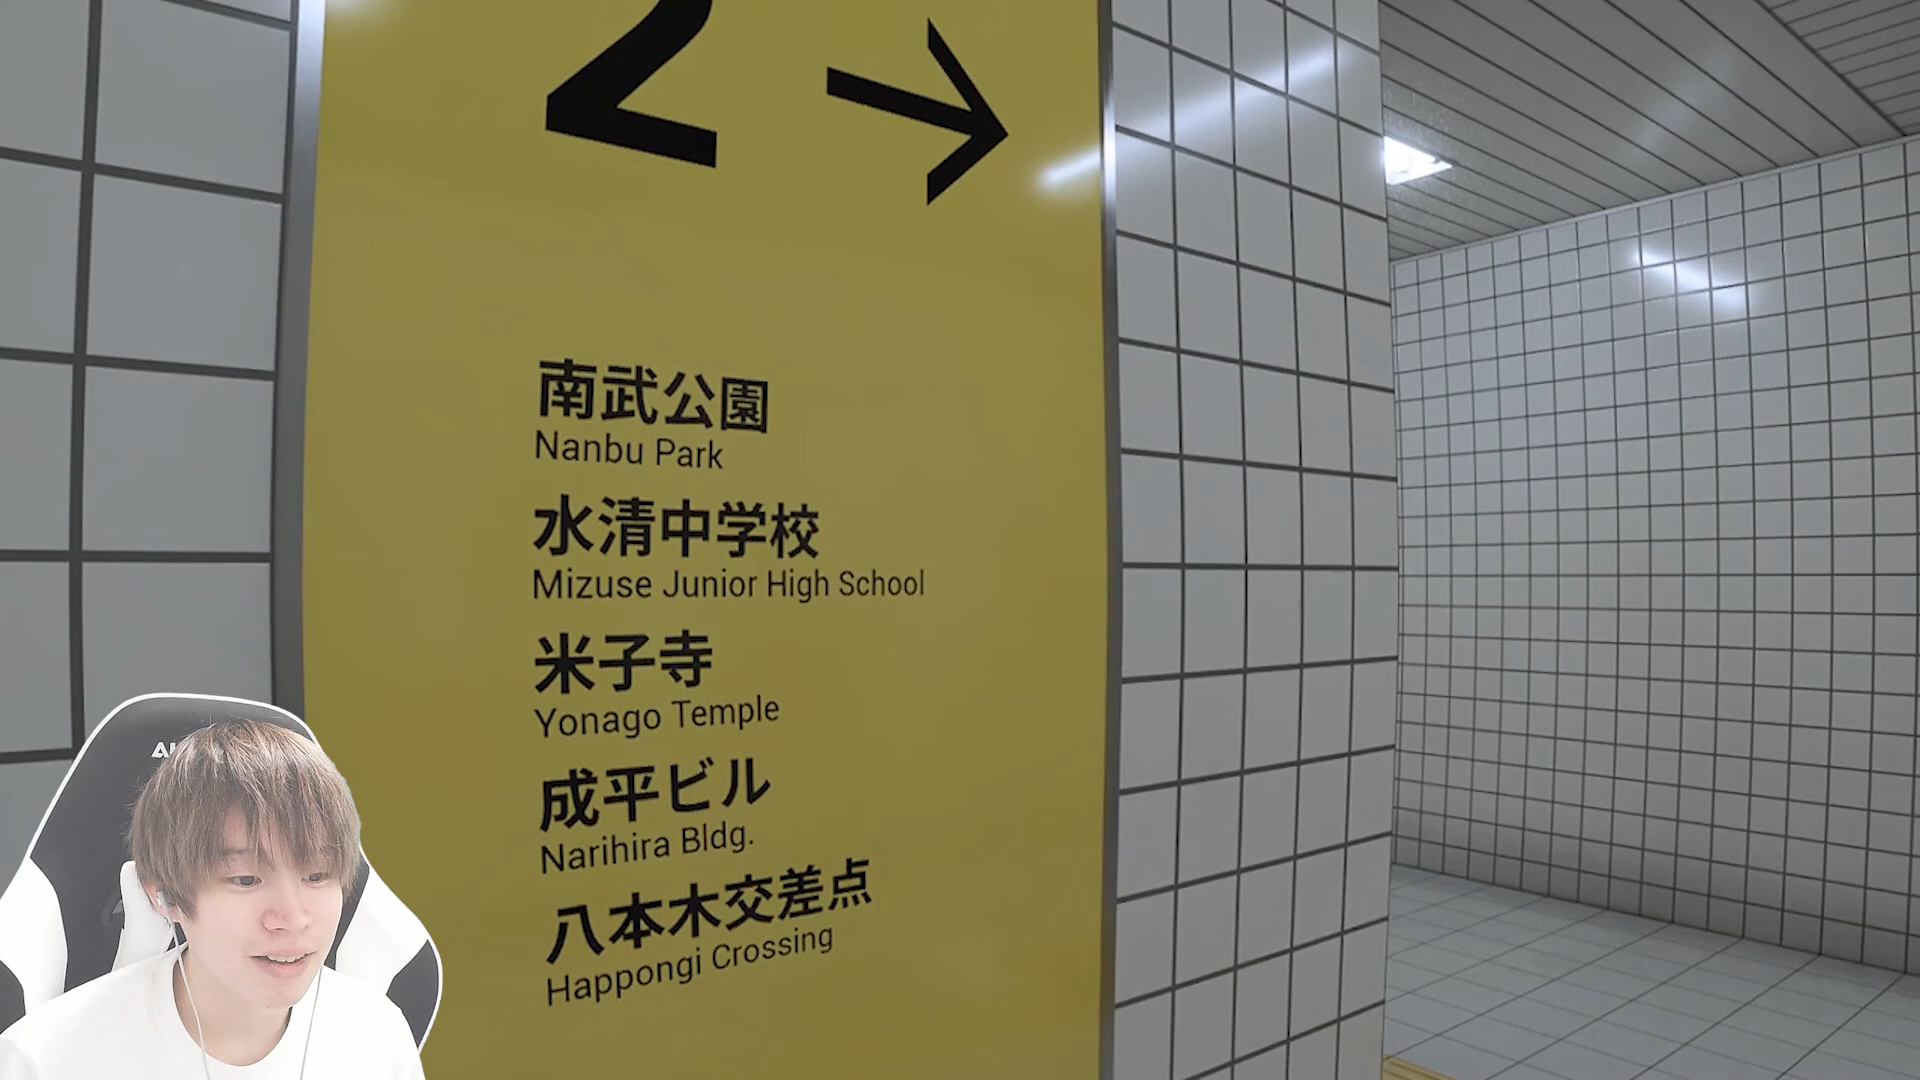 2 →
南武公園
Nanbu Park
水清中学校
Mizuse Junior High School
米子寺
Yonago Temple
成平ビル
Narihira Bldg.
八本木交差点
Happongi Crossing